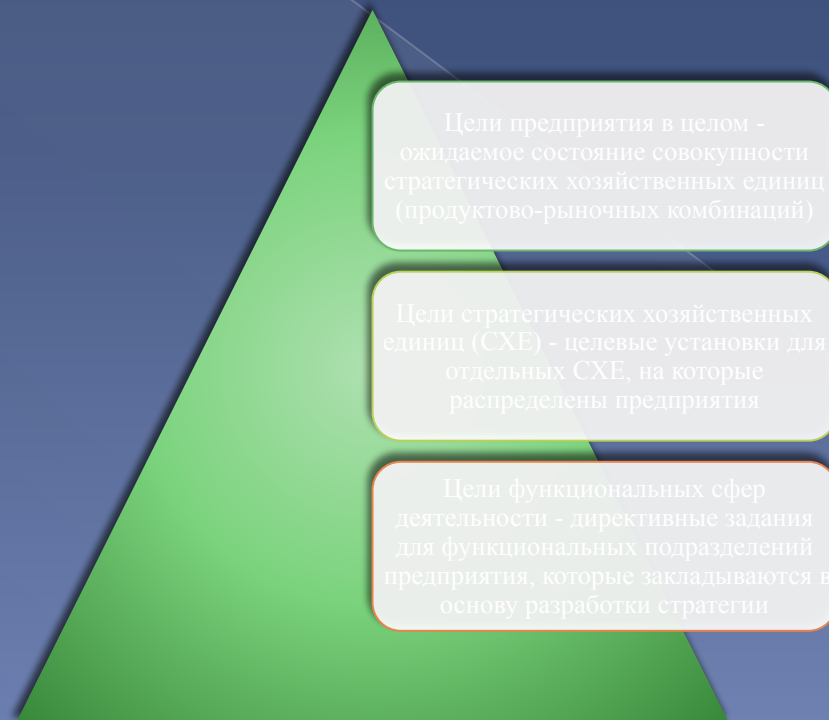 Цели предприятия в целом -
ожидаемое состояние совокупности
стратегических хозяйственных единиц
(продуктово-рыночных комбинаций)
Цели стратегических хозяйственных
единиц (СХЕ) - целевые установки для
отдельных СХЕ, на которые
распределены предприятия
Цели функциональных сфер
деятельности - директивные задания
для функциональных подразделений
предприятия, которые закладываются в
основу разработки стратегии